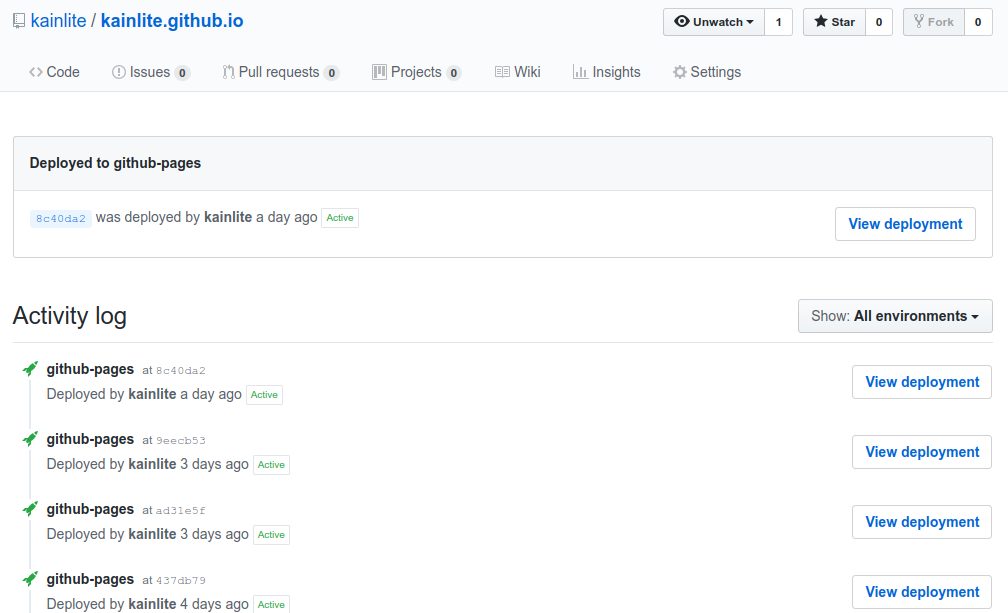 kainlite / kainlite.github.io
Unwatch 1 Star 0 Fork 0
Code Issues 0 Pull requests 0 Projects 0 Wiki Insights Settings
Deployed to github-pages
8c40da2 was deployed by kainlite a day ago Active
View deployment
Activity log
Show: All environments
github-pages at 8c40da2
Deployed by kainlite a day ago Active
View deployment
github-pages at 9eecb53
Deployed by kainlite 3 days ago Active
View deployment
github-pages at ad31e5f
Deployed by kainlite 3 days ago Active
View deployment
github-pages at 437db79
Deployed by kainlite 4 days ago Active
View deployment